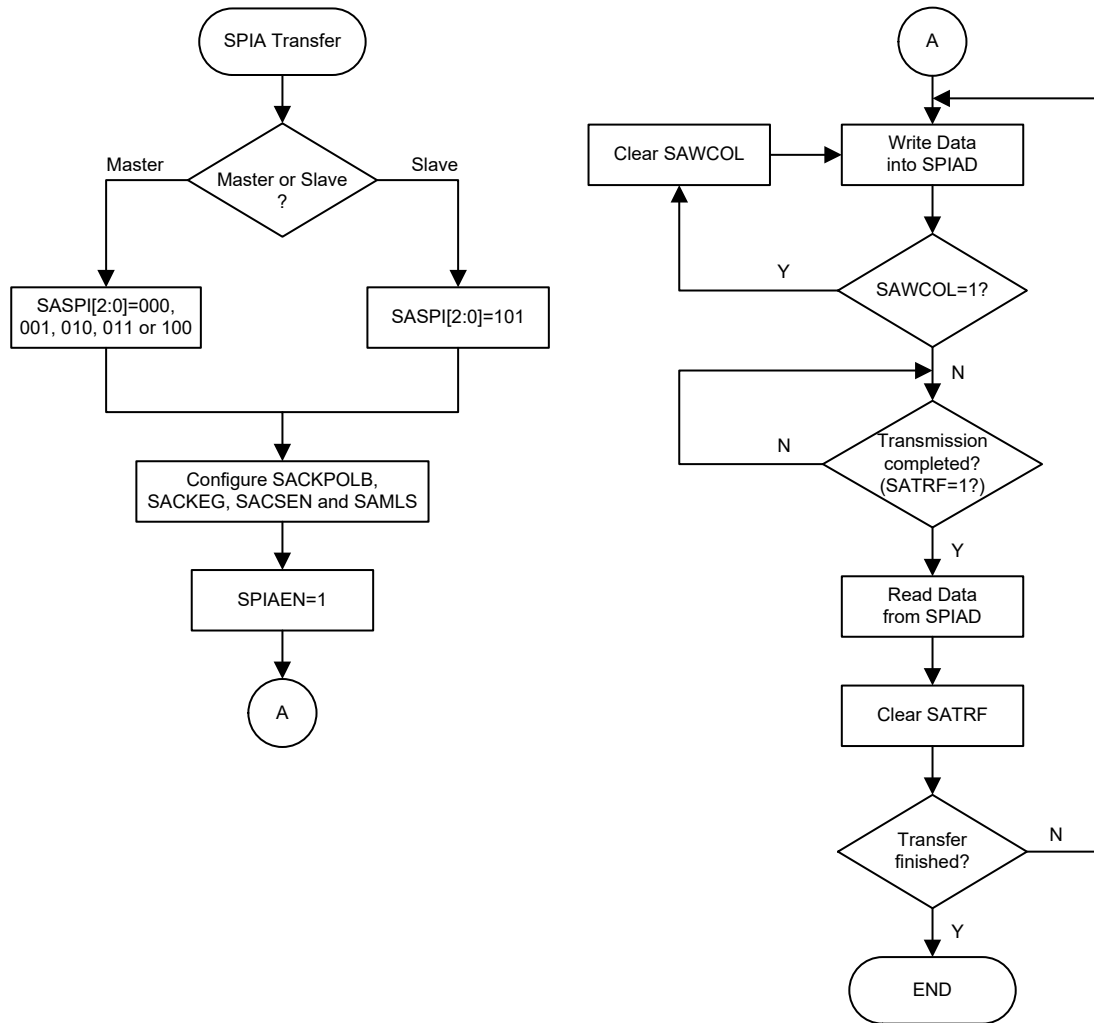 SPIA Transfer
Master
Master or Slave
?
Slave
SASPI[2:0]=000,
001, 010, 011 or 100
SASPI[2:0]=101
Configure SACKPOLB,
SACKEG, SACSEN and SAMLS
SPIAEN=1
A
A
Clear SAWCOL
Write Data
into SPIAD
Y
SAWCOL=1?
N
N
Transmission
completed?
(SATRF=1?)
Y
Read Data
from SPIAD
Clear SATRF
Transfer
finished?
N
Y
END